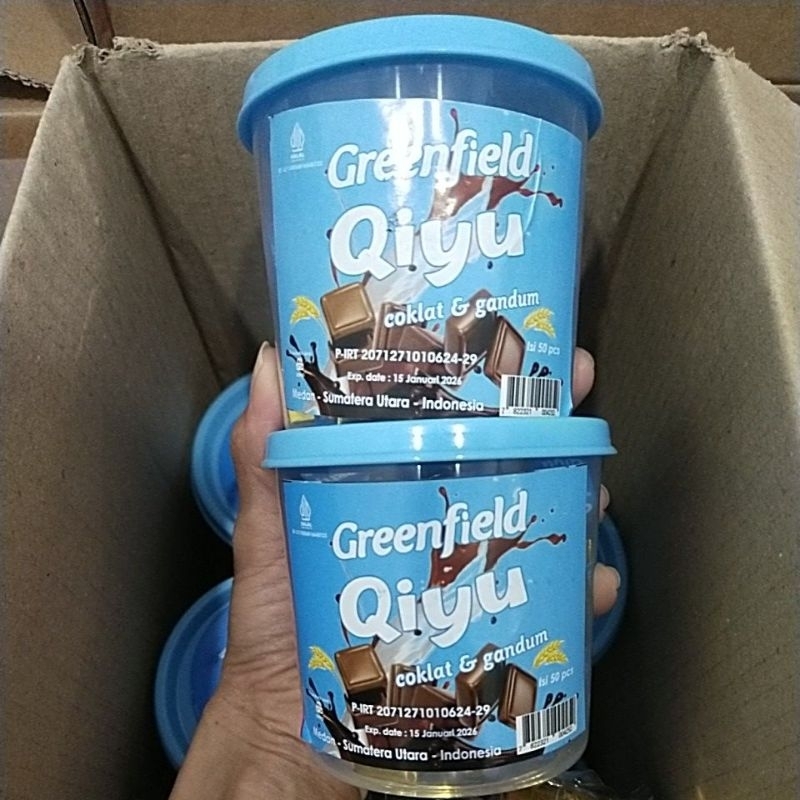 Greenfield
Qiyu
coklat & gandum
Isi 50 pcs
P-IRT 2071271010624-29
Exp. date : 15 Januari 2026
Medan - Sumatera Utara - Indonesia
Greenfield
Qiyu
coklat & gandum
Isi 50 pcs
P-IRT 2071271010624-29
Exp. date : 15 Januari 2026
Medan - Sumatera Utara - Indonesia